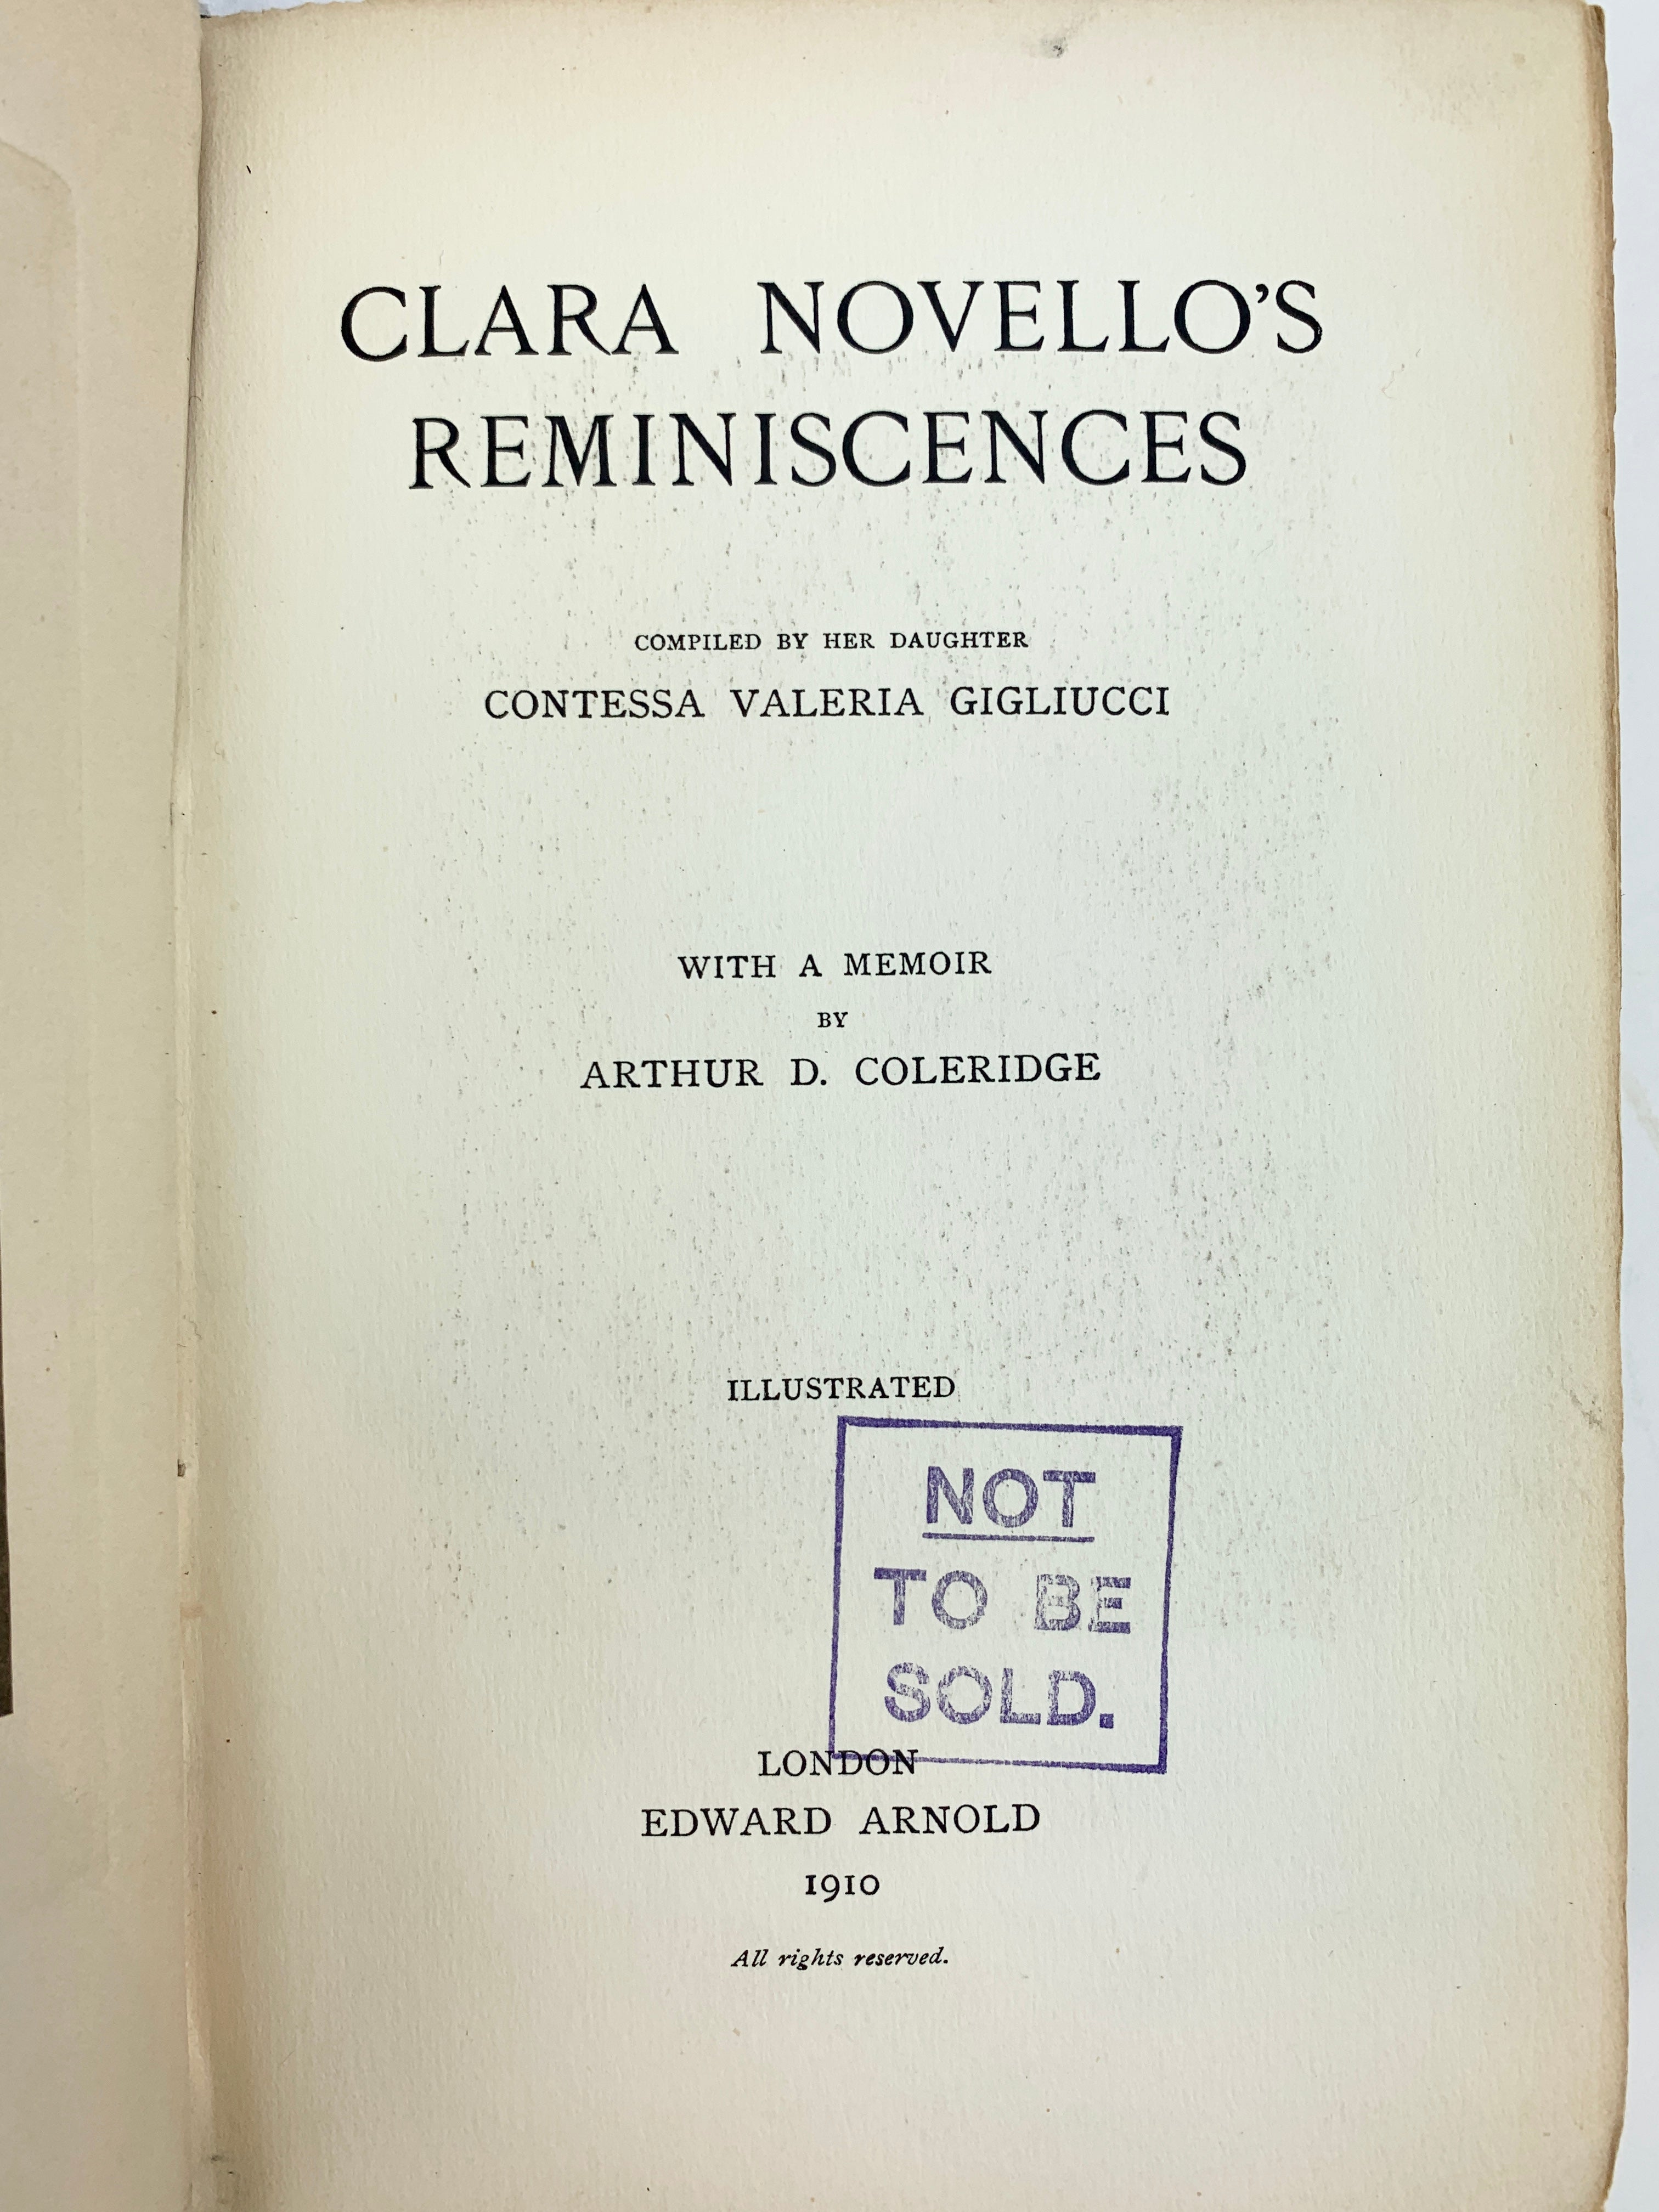 CLARA NOVELLO'S
REMINISCENCES
COMPILED BY HER DAUGHTER
CONTESSA VALERIA GIGLIUCCI
WITH A MEMOIR
BY
ARTHUR D. COLERIDGE
ILLUSTRATED
NOT
TO BE
SOLD.
LONDON
EDWARD ARNOLD
1910
All rights reserved.